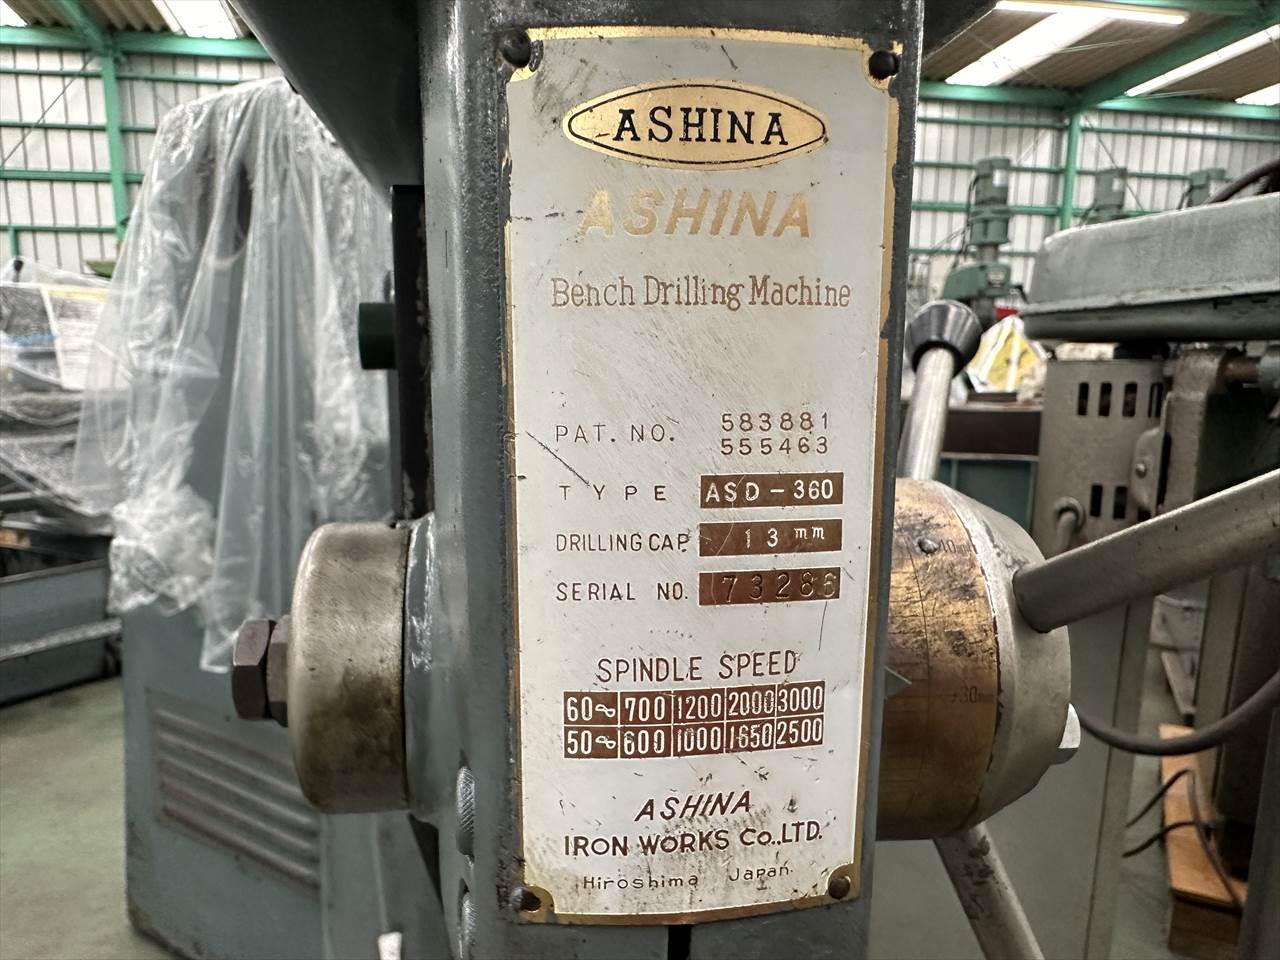 ASHINA
ASHINA
Bench Drilling Machine
PAT. NO. 583881
555463
TYPE ASD-360
DRILLING CAP. 13 mm
SERIAL NO. 73286
SPINDLE SPEED
60~ 700 1200 2000 3000
50~ 600 1000 1650 2500
ASHINA
IRON WORKS Co.,LTD.
Hiroshima Japan